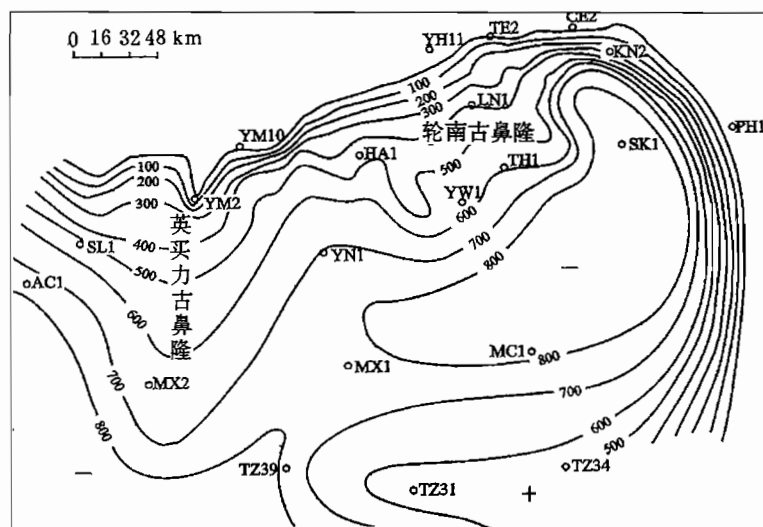 0 16 32 48 km
CE2
TE2
YH11
KN2
100
200
LN1
300
PH1
轮南古鼻隆
YM10
HA1
SK1
100
200
500
TH1
300
YM2
YW1
600
英买力古鼻隆
400
700
SL1
500
YN1
800
AC1
600
MC1
800
MX1
700
MX2
700
800
600
500
TZ39
TZ34
TZ31